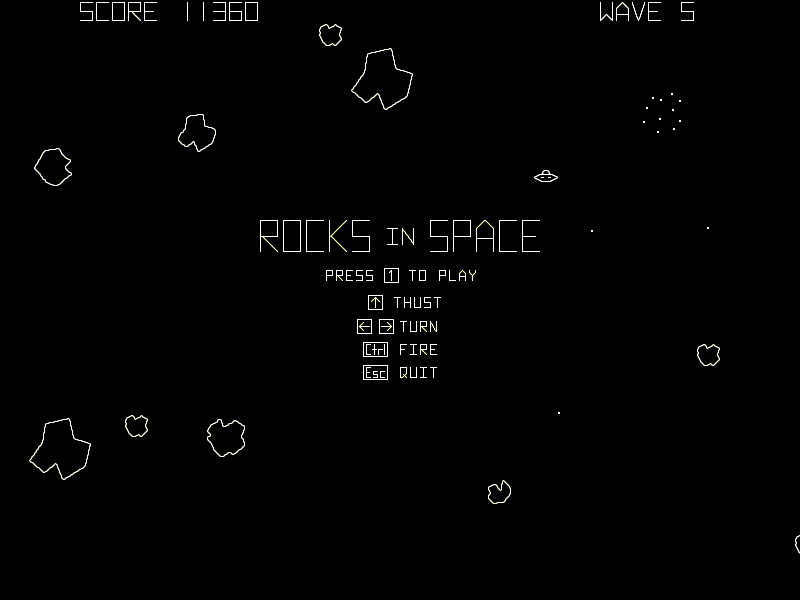 SCORE 11360 WAVE 5
ROCKS IN SPACE
PRESS 1 TO PLAY
↑ THUST
← → TURN
Ctrl FIRE
Esc QUIT